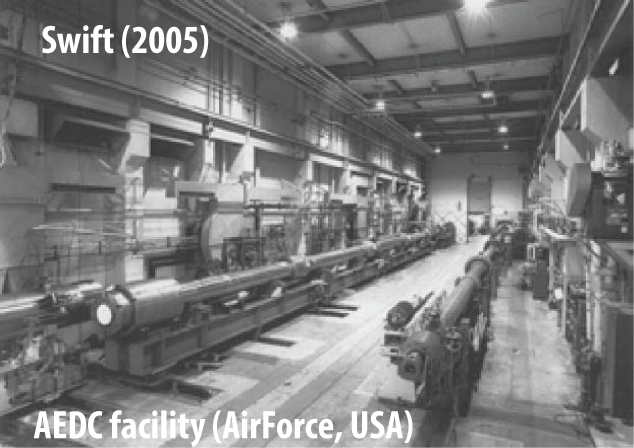 Swift (2005)
AEDC facility (AirForce, USA)